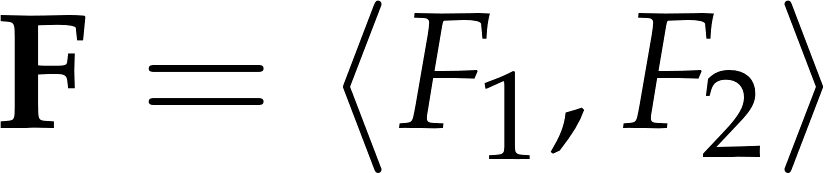 𝐅 = ⟨F₁, F₂⟩